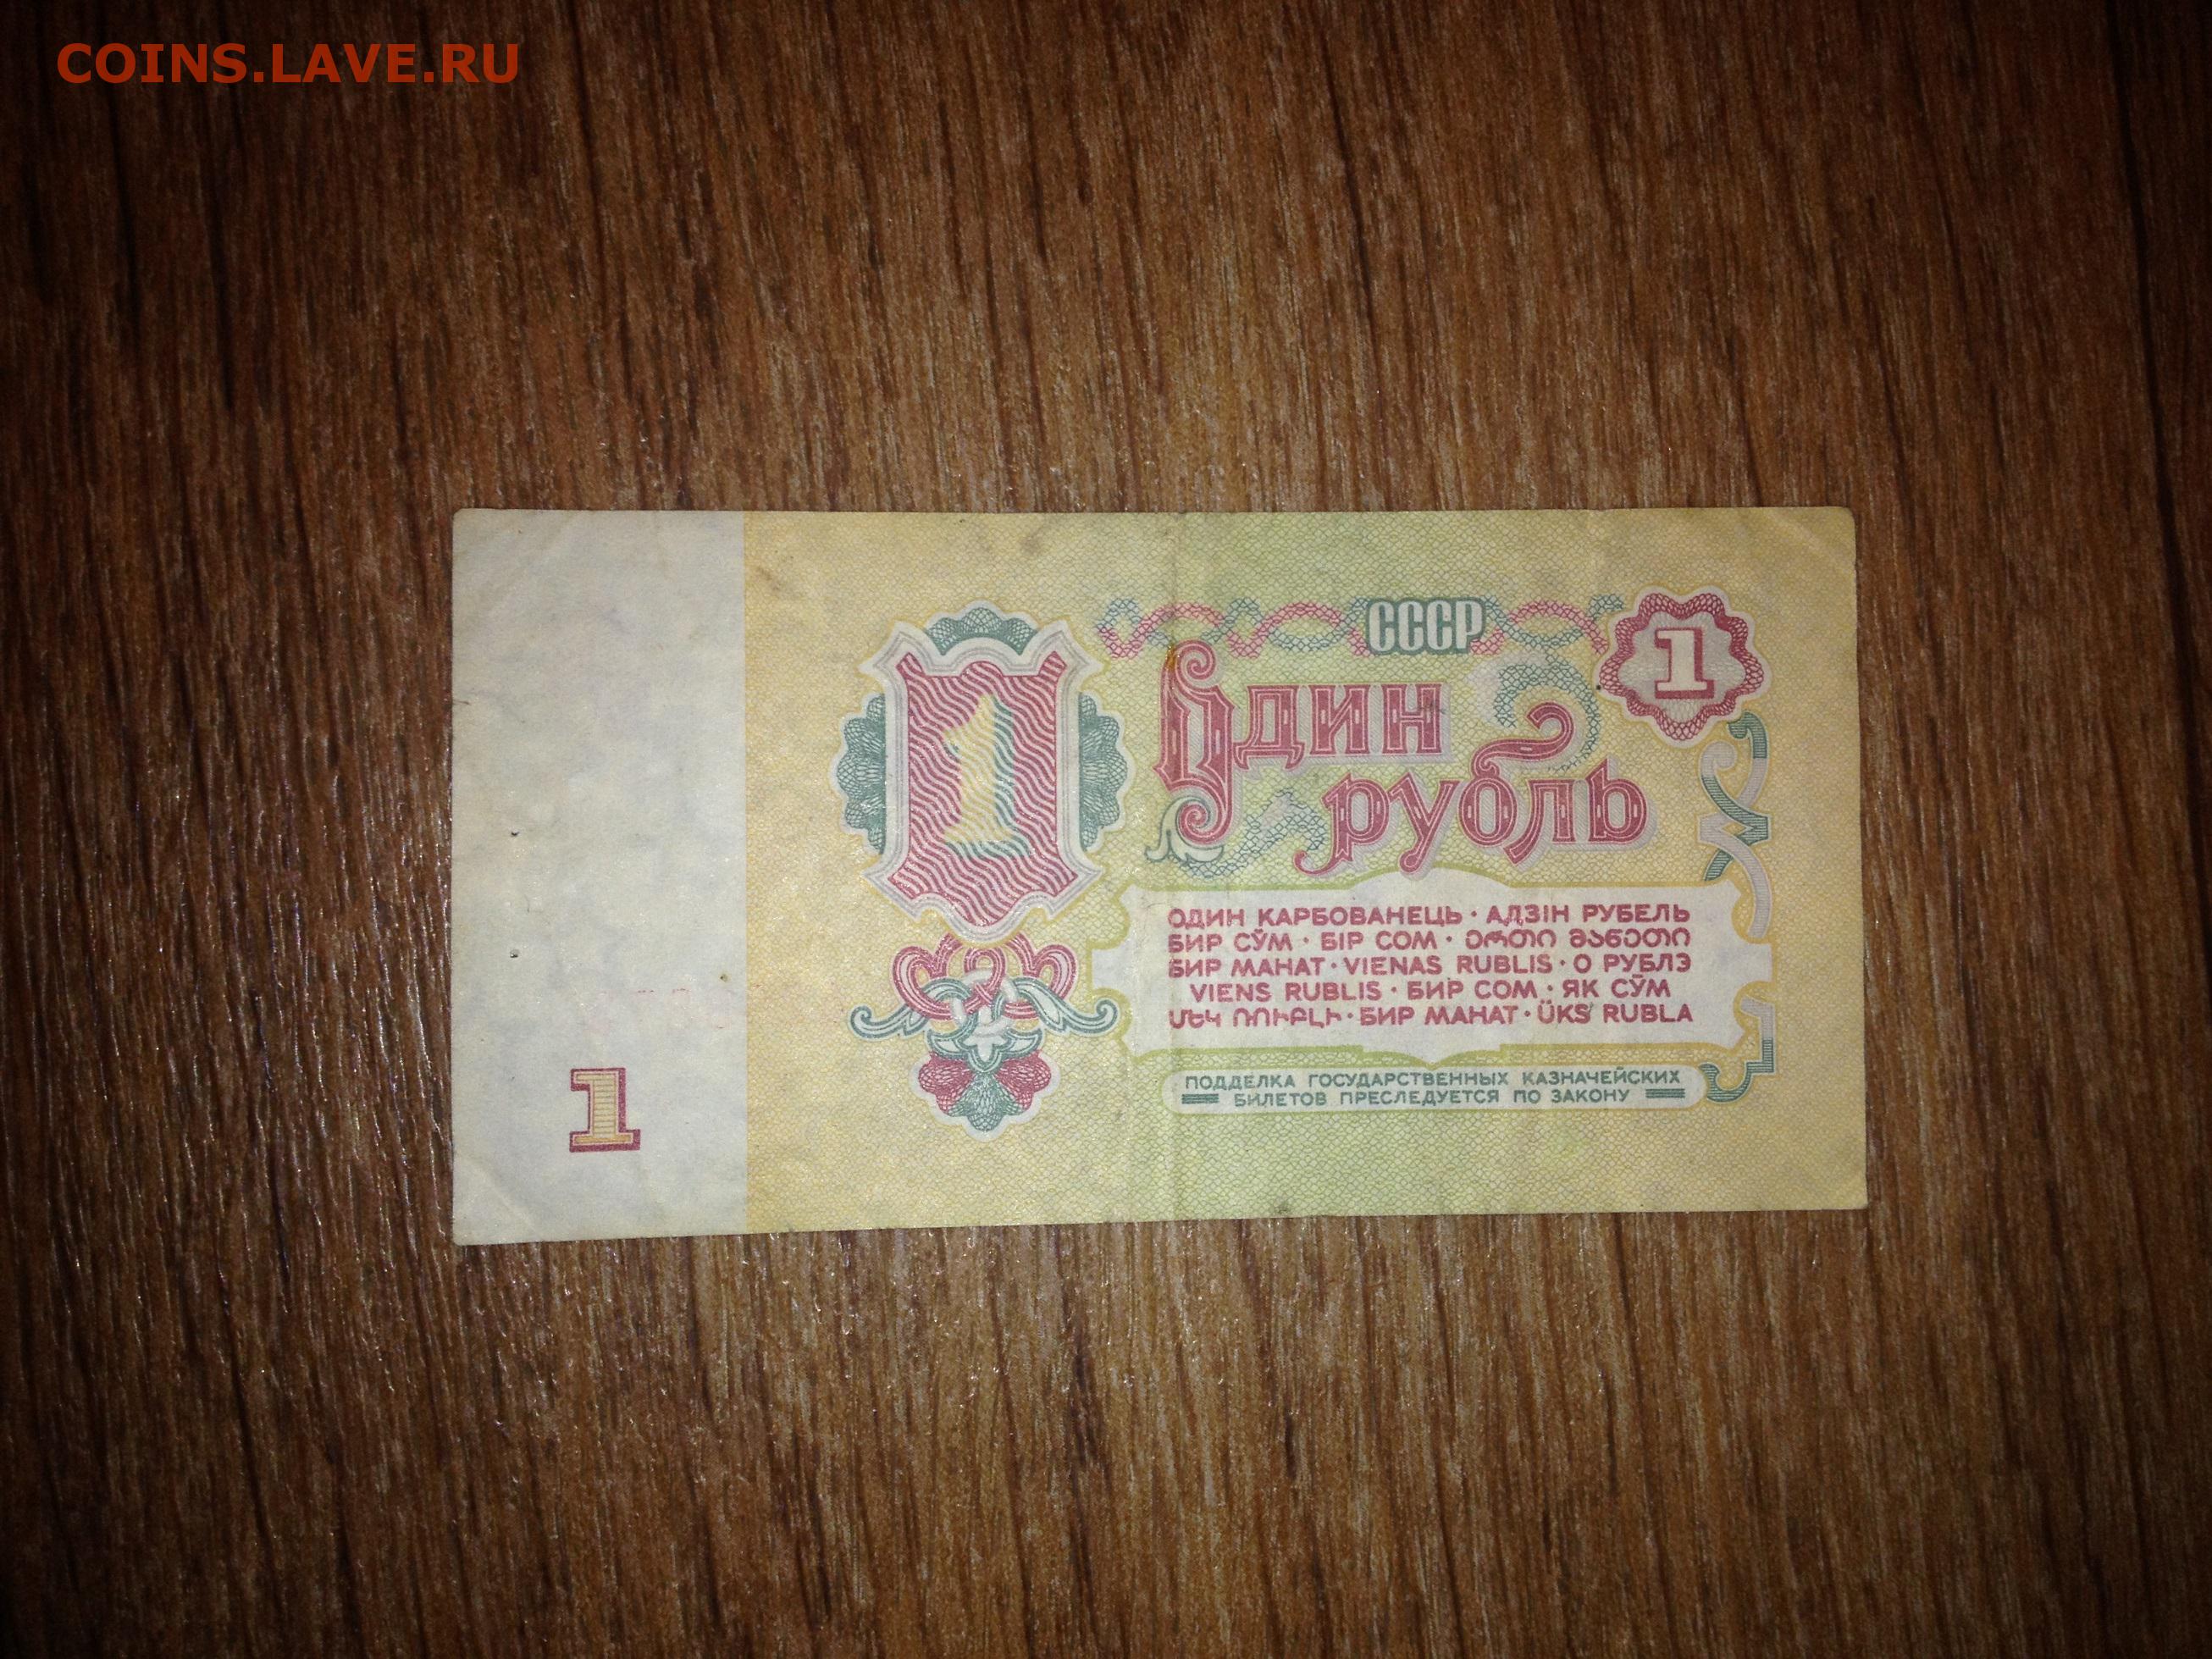 COINS.LAVE.RU
СССР
1
1
Один
рубль
ОДИН КАРБОВАНЕЦЬ · АДЗІН РУБЕЛЬ
БИР СЎМ · БІР СОМ · ᲔᲠᲗᲘ ᲛᲐᲜᲔᲗᲘ
БИР МАНАТ · VIENAS RUBLIS · О РУБЛЭ
VIENS RUBLIS · БИР СОМ · ЯК СӮМ
ՄԵԿ ՌՈՒԲԼԻ · БИР МАНАТ · ÜKS RUBLA
ПОДДЕЛКА ГОСУДАРСТВЕННЫХ КАЗНАЧЕЙСКИХ
БИЛЕТОВ ПРЕСЛЕДУЕТСЯ ПО ЗАКОНУ
1